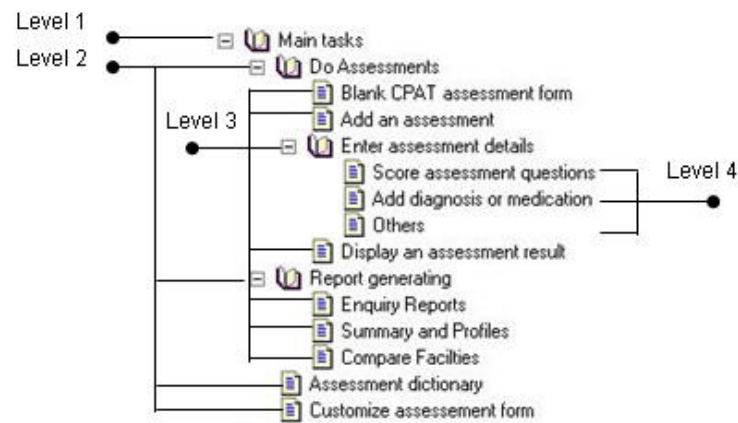 Level 1
Main tasks
Level 2
Do Assessments
Blank CPAT assessment form
Add an assessment
Level 3
Enter assessment details
Score assessment questions
Level 4
Add diagnosis or medication
Others
Display an assessment result
Report generating
Enquiry Reports
Summary and Profiles
Compare Facilties
Assessment dictionary
Customize assessement form